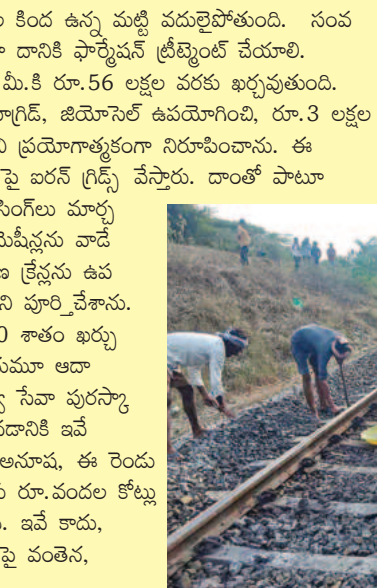 కింద ఉన్న మట్టి వదులైపోతుంది. సంవ
దానికి ఫార్మేషన్ ట్రీట్మెంట్ చేయాలి.
మీ.కి రూ.56 లక్షల వరకు ఖర్చవుతుంది.
జియోసెల్ ఉపయోగించి, రూ.3 లక్షల
ప్రయోగాత్మకంగా నిరూపించాను. ఈ
పై ఐరన్ గ్రిడ్స్ వేస్తారు. దాంతో పాటూ
సింగ్‌లు మార్చ
మెషీన్లను వాడే
క్రేన్లను ఉప
ని పూర్తిచేశాను.
0 శాతం ఖర్చు
ఆదా
సేవా పురస్కా
డానికి ఇవే
అనూష, ఈ రెండు
రూ.వందల కోట్లు
. ఇవే కాదు,
పై వంతెన,